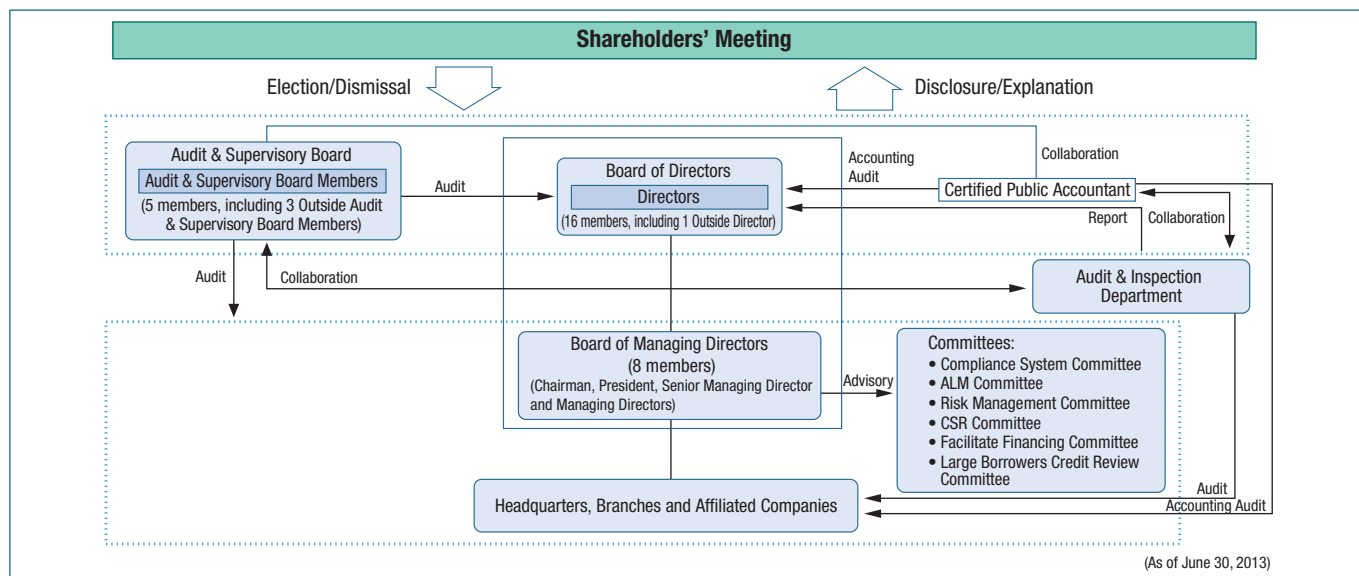 Shareholders' Meeting
Election/Dismissal
Disclosure/Explanation
Audit & Supervisory Board
Audit & Supervisory Board Members
(5 members, including 3 Outside Audit
& Supervisory Board Members)
Audit
Board of Directors
Directors
(16 members, including 1 Outside Director)
Accounting
Audit
Collaboration
Certified Public Accountant
Report
Collaboration
Audit
Collaboration
Audit & Inspection
Department
Board of Managing Directors
(8 members)
(Chairman, President, Senior Managing Director
and Managing Directors)
Advisory
Committees:
• Compliance System Committee
• ALM Committee
• Risk Management Committee
• CSR Committee
• Facilitate Financing Committee
• Large Borrowers Credit Review
Committee
Headquarters, Branches and Affiliated Companies
Audit
Accounting Audit
(As of June 30, 2013)